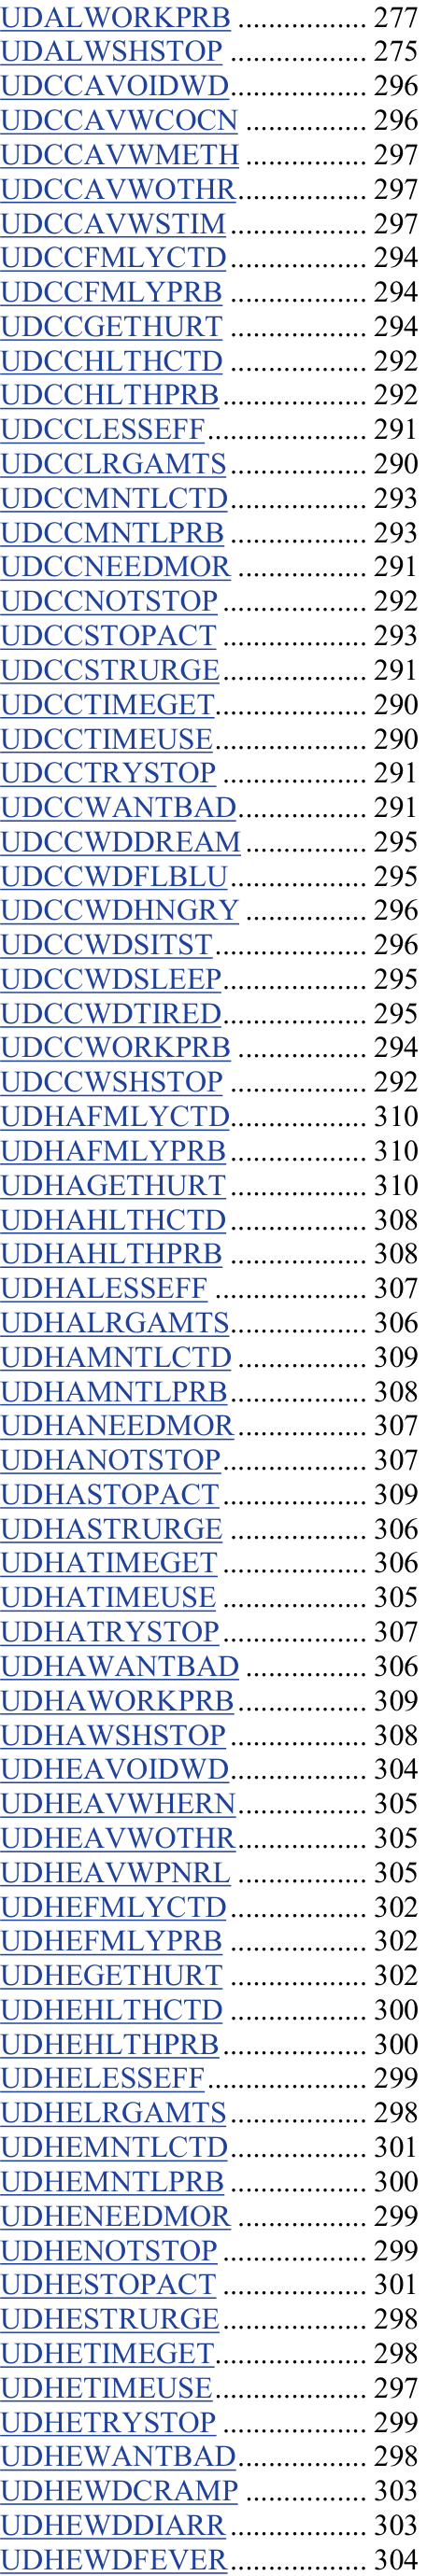 UDALWORKPRB .................. 277
UDALWSHSTOP ................... 275
UDCCAVOIDWD................... 296
UDCCAVWCOCN ................. 296
UDCCAVWMETH ................. 297
UDCCAVWOTHR.................. 297
UDCCAVWSTIM ................... 297
UDCCFMLYCTD ................... 294
UDCCFMLYPRB ................... 294
UDCCGETHURT ................... 294
UDCCHLTHCTD ................... 292
UDCCHLTHPRB .................... 292
UDCCLESSEFF...................... 291
UDCCLRGAMTS ................... 290
UDCCMNTLCTD................... 293
UDCCMNTLPRB ................... 293
UDCCNEEDMOR .................. 291
UDCCNOTSTOP .................... 292
UDCCSTOPACT .................... 293
UDCCSTRURGE.................... 291
UDCCTIMEGET..................... 290
UDCCTIMEUSE..................... 290
UDCCTRYSTOP .................... 291
UDCCWANTBAD.................. 291
UDCCWDDREAM ................. 295
UDCCWDFLBLU................... 295
UDCCWDHNGRY ................. 296
UDCCWDSITST ..................... 296
UDCCWDSLEEP.................... 295
UDCCWDTIRED.................... 295
UDCCWORKPRB .................. 294
UDCCWSHSTOP ................... 292
UDHAFMLYCTD................... 310
UDHAFMLYPRB ................... 310
UDHAGETHURT ................... 310
UDHAHLTHCTD ................... 308
UDHAHLTHPRB ................... 308
UDHALESSEFF ..................... 307
UDHALRGAMTS................... 306
UDHAMNTLCTD .................. 309
UDHAMNTLPRB................... 308
UDHANEEDMOR.................. 307
UDHANOTSTOP.................... 307
UDHASTOPACT .................... 309
UDHASTRURGE ................... 306
UDHATIMEGET .................... 306
UDHATIMEUSE .................... 305
UDHATRYSTOP.................... 307
UDHAWANTBAD ................. 306
UDHAWORKPRB.................. 309
UDHAWSHSTOP ................... 308
UDHEAVOIDWD................... 304
UDHEAVWHERN.................. 305
UDHEAVWOTHR.................. 305
UDHEAVWPNRL .................. 305
UDHEFMLYCTD ................... 302
UDHEFMLYPRB ................... 302
UDHEGETHURT ................... 302
UDHEHLTHCTD ................... 300
UDHEHLTHPRB.................... 300
UDHELESSEFF...................... 299
UDHELRGAMTS ................... 298
UDHEMNTLCTD................... 301
UDHEMNTLPRB ................... 300
UDHENEEDMOR .................. 299
UDHENOTSTOP .................... 299
UDHESTOPACT .................... 301
UDHESTRURGE.................... 298
UDHETIMEGET..................... 298
UDHETIMEUSE..................... 297
UDHETRYSTOP .................... 299
UDHEWANTBAD.................. 298
UDHEWDCRAMP ................. 303
UDHEWDDIARR ................... 303
UDHEWDFEVER ................... 304